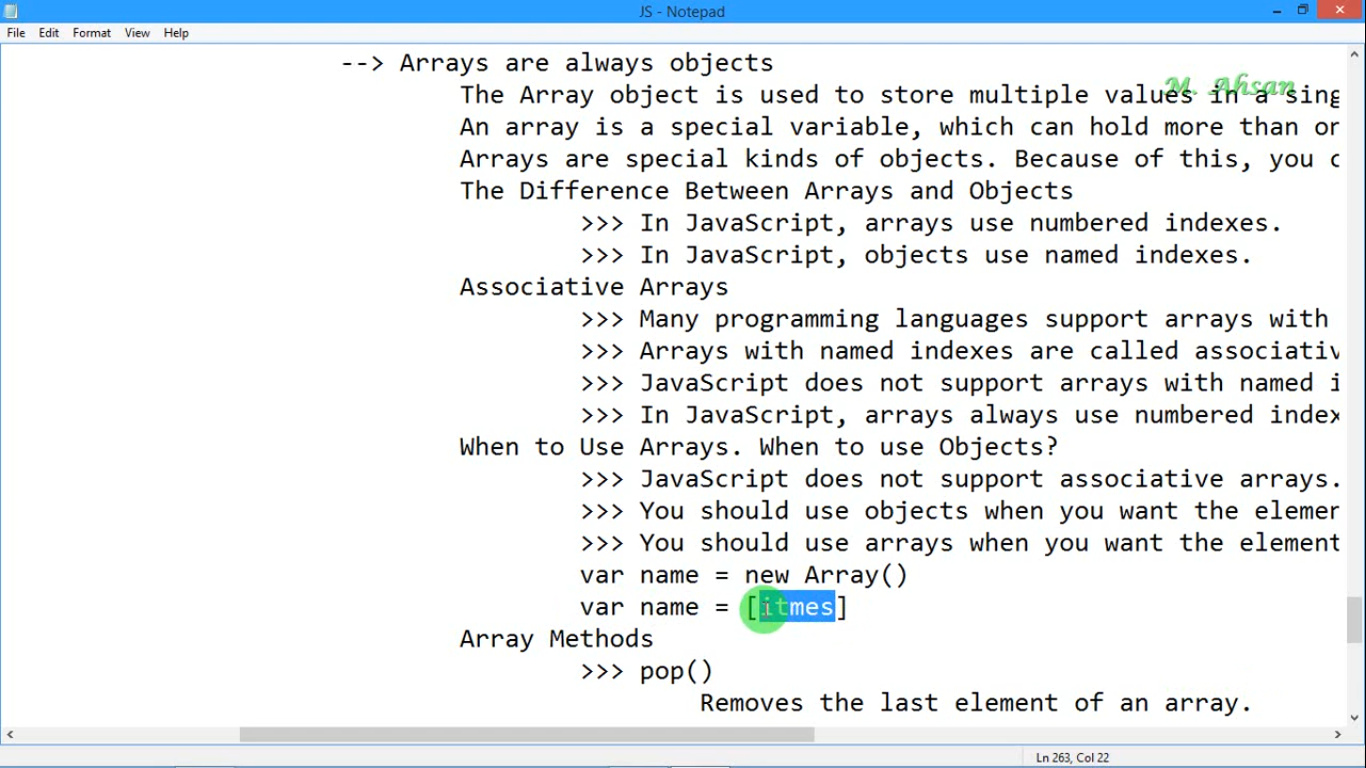 JS - Notepad
File Edit Format View Help
--> Arrays are always objects
M. Ahsan
The Array object is used to store multiple values in a sing
An array is a special variable, which can hold more than on
Arrays are special kinds of objects. Because of this, you c
The Difference Between Arrays and Objects
>>> In JavaScript, arrays use numbered indexes.
>>> In JavaScript, objects use named indexes.
Associative Arrays
>>> Many programming languages support arrays with
>>> Arrays with named indexes are called associativ
>>> JavaScript does not support arrays with named i
>>> In JavaScript, arrays always use numbered index
When to Use Arrays. When to use Objects?
>>> JavaScript does not support associative arrays.
>>> You should use objects when you want the elemen
>>> You should use arrays when you want the element
var name = new Array()
var name = [itmes]
Array Methods
>>> pop()
Removes the last element of an array.
Ln 263, Col 22